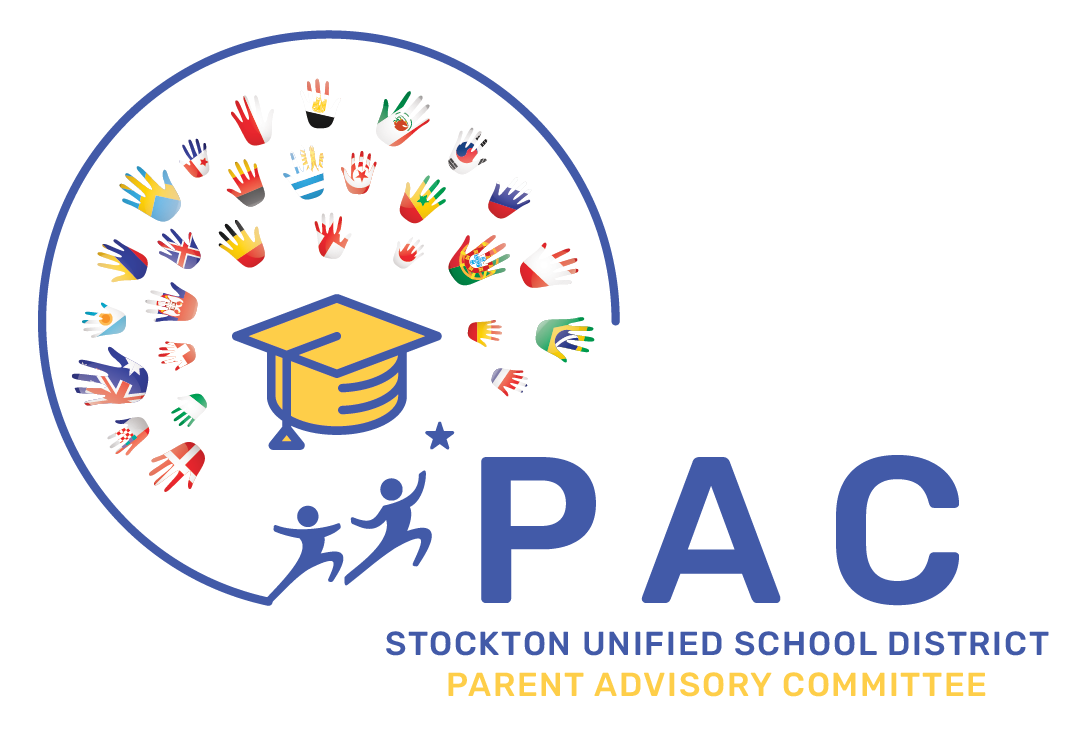 PAC
STOCKTON UNIFIED SCHOOL DISTRICT
PARENT ADVISORY COMMITTEE